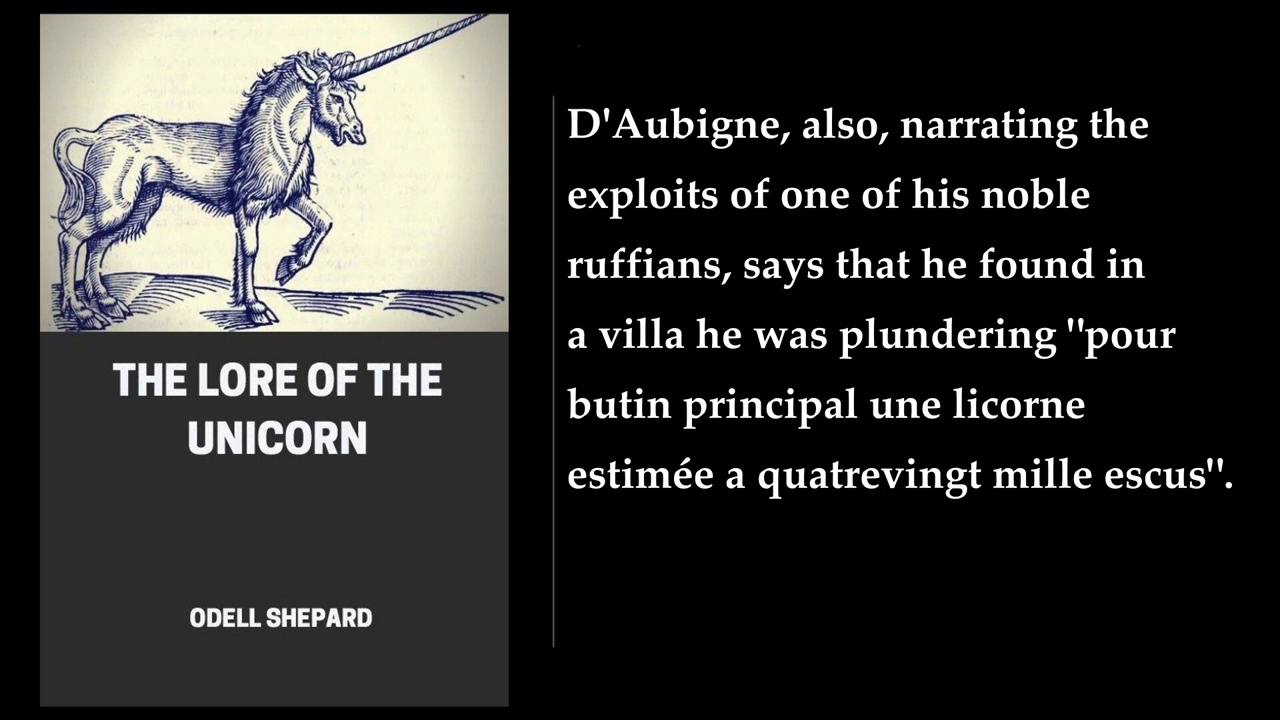 THE LORE OF THE
UNICORN
ODELL SHEPARD
D'Aubigne, also, narrating the
exploits of one of his noble
ruffians, says that he found in
a villa he was plundering "pour
butin principal une licorne
estimée a quatrevingt mille escus".